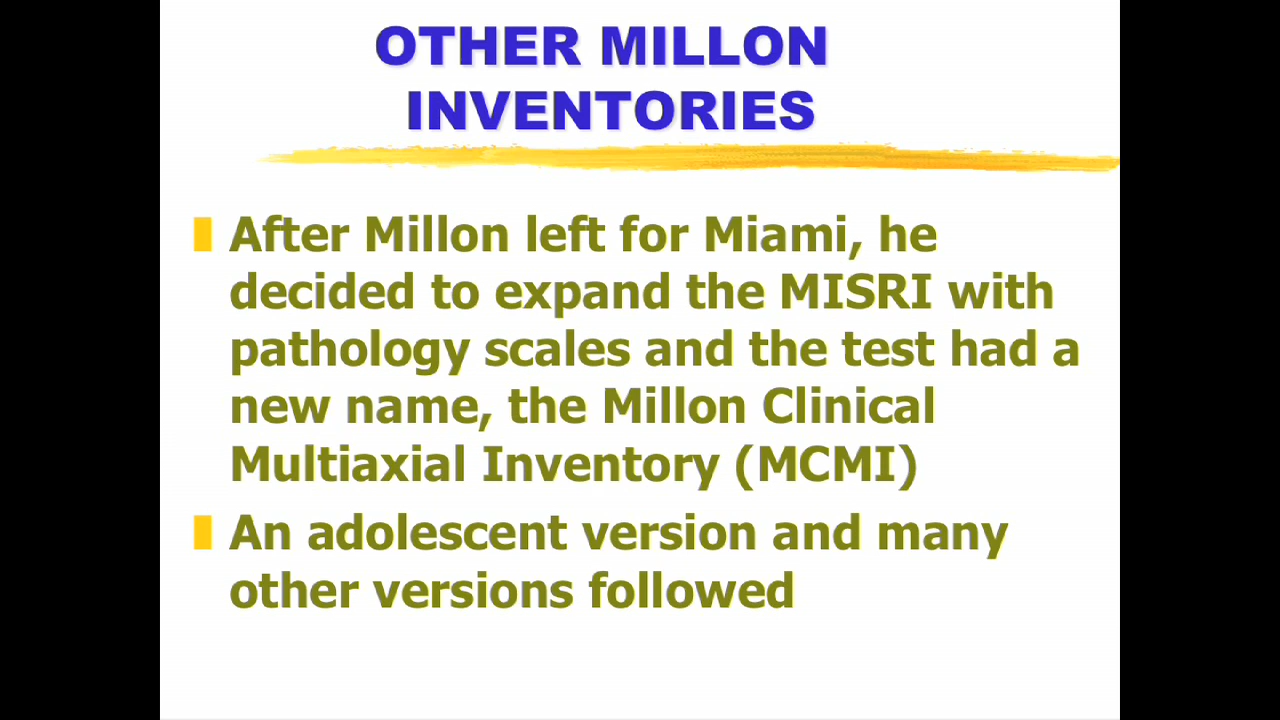 OTHER MILLON
INVENTORIES
After Millon left for Miami, he
decided to expand the MISRI with
pathology scales and the test had a
new name, the Millon Clinical
Multiaxial Inventory (MCMI)
An adolescent version and many
other versions followed